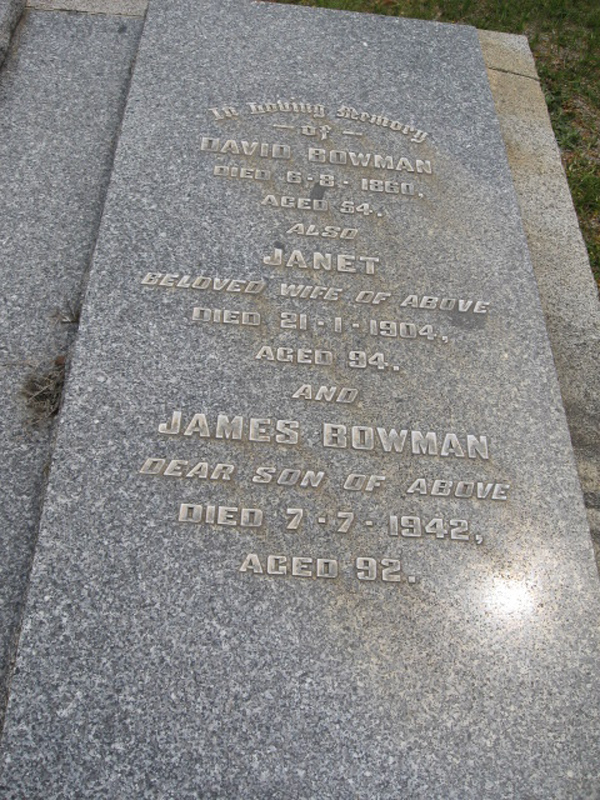 In Loving Memory
— of —
DAVID BOWMAN
DIED 6·8·1860.
AGED 54.
ALSO
JANET
BELOVED WIFE OF ABOVE
DIED 21·1·1904,
AGED 94.
AND
JAMES BOWMAN
DEAR SON OF ABOVE
DIED 7·7·1942,
AGED 92.